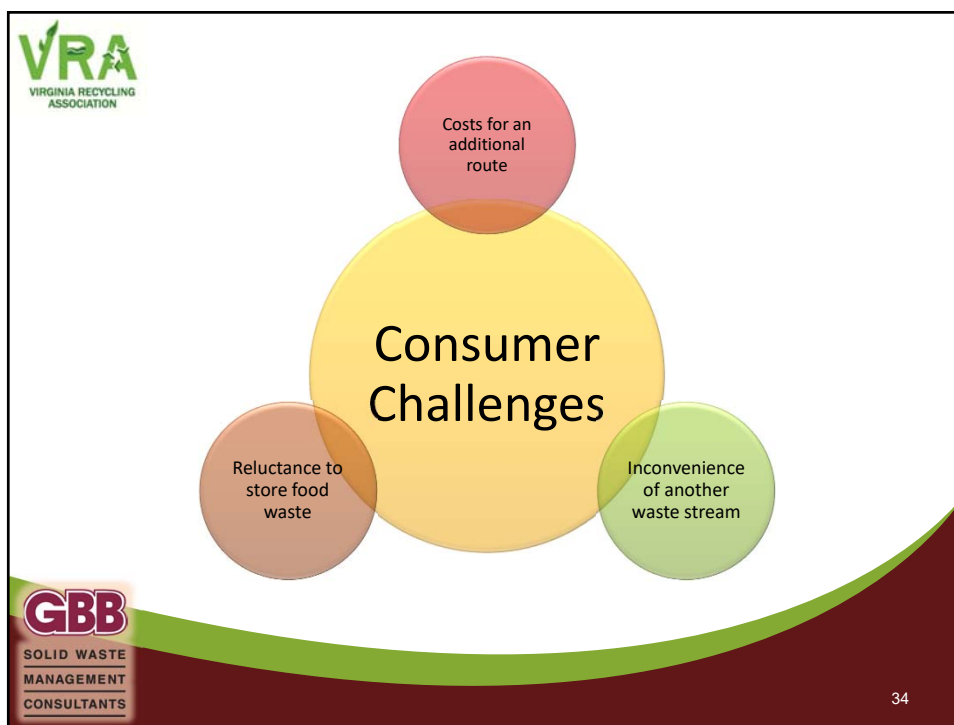 VRA
VIRGINIA RECYCLING
ASSOCIATION
Costs for an
additional
route
Consumer
Challenges
Reluctance to
store food
waste
Inconvenience
of another
waste stream
GBB
SOLID WASTE
MANAGEMENT
CONSULTANTS
34